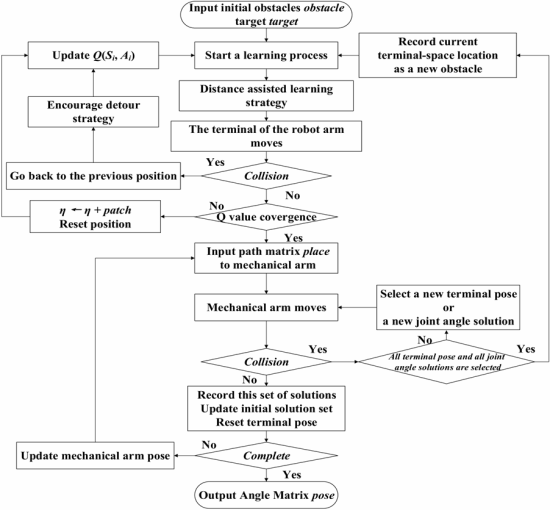 Input initial obstacles obstacle
target target
Update Q(Si, Ai)
Start a learning process
Record current
terminal-space location
as a new obstacle
Distance assisted learning
strategy
Encourage detour
strategy
The terminal of the robot arm
moves
Yes
Go back to the previous position
Collision
No
No
η ← η + patch
Reset position
Q value covergence
Yes
Input path matrix place
to mechanical arm
Select a new terminal pose
or
a new joint angle solution
Mechanical arm moves
No
Yes
Yes
Collision
All terminal pose and all joint
angle solutions are selected
No
Record this set of solutions
Update initial solution set
Reset terminal pose
No
Update mechanical arm pose
Complete
Yes
Output Angle Matrix pose